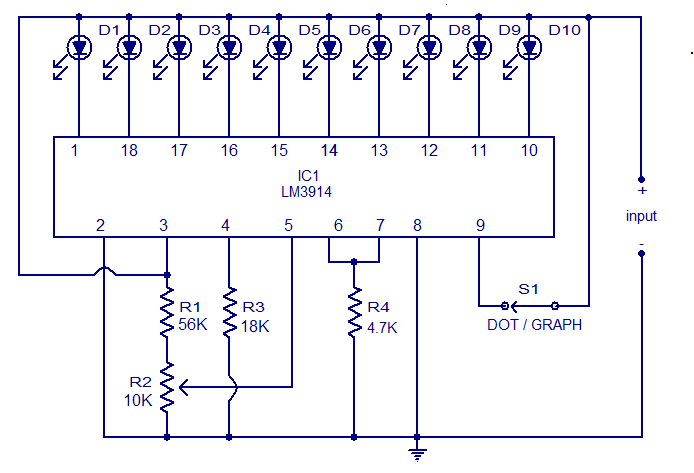 D1 D2 D3 D4 D5 D6 D7 D8 D9 D10
1 18 17 16 15 14 13 12 11 10
IC1
LM3914
2 3 4 5 6 7 8 9
+
input
-
S1
DOT / GRAPH
R1
56K
R3
18K
R4
4.7K
R2
10K